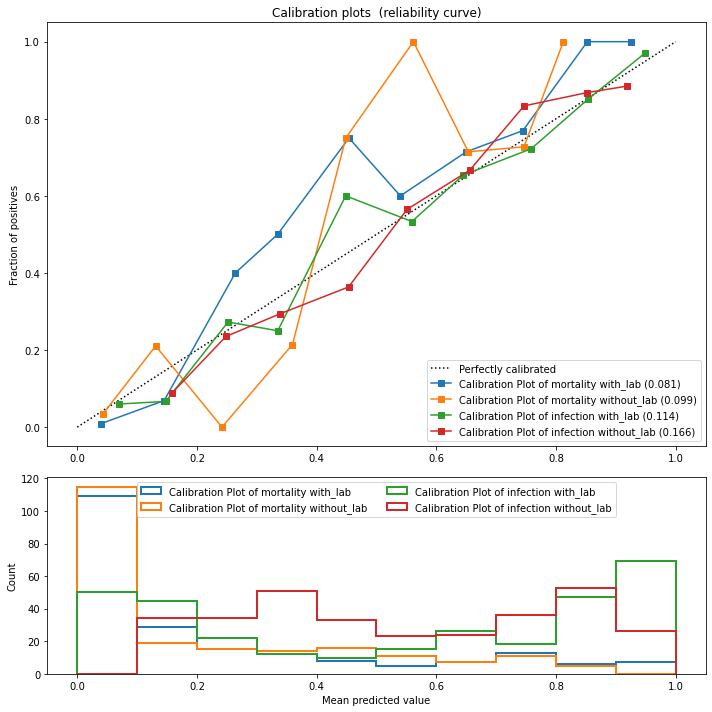 Calibration plots  (reliability curve)
1.0
0.8
0.6
0.4
0.2
0.0
Fraction of positives
Perfectly calibrated
Calibration Plot of mortality with_lab (0.081)
Calibration Plot of mortality without_lab (0.099)
Calibration Plot of infection with_lab (0.114)
Calibration Plot of infection without_lab (0.166)
0.0 0.2 0.4 0.6 0.8 1.0
120
100
80
60
40
20
0
Count
Calibration Plot of mortality with_lab
Calibration Plot of mortality without_lab
Calibration Plot of infection with_lab
Calibration Plot of infection without_lab
0.0 0.2 0.4 0.6 0.8 1.0
Mean predicted value